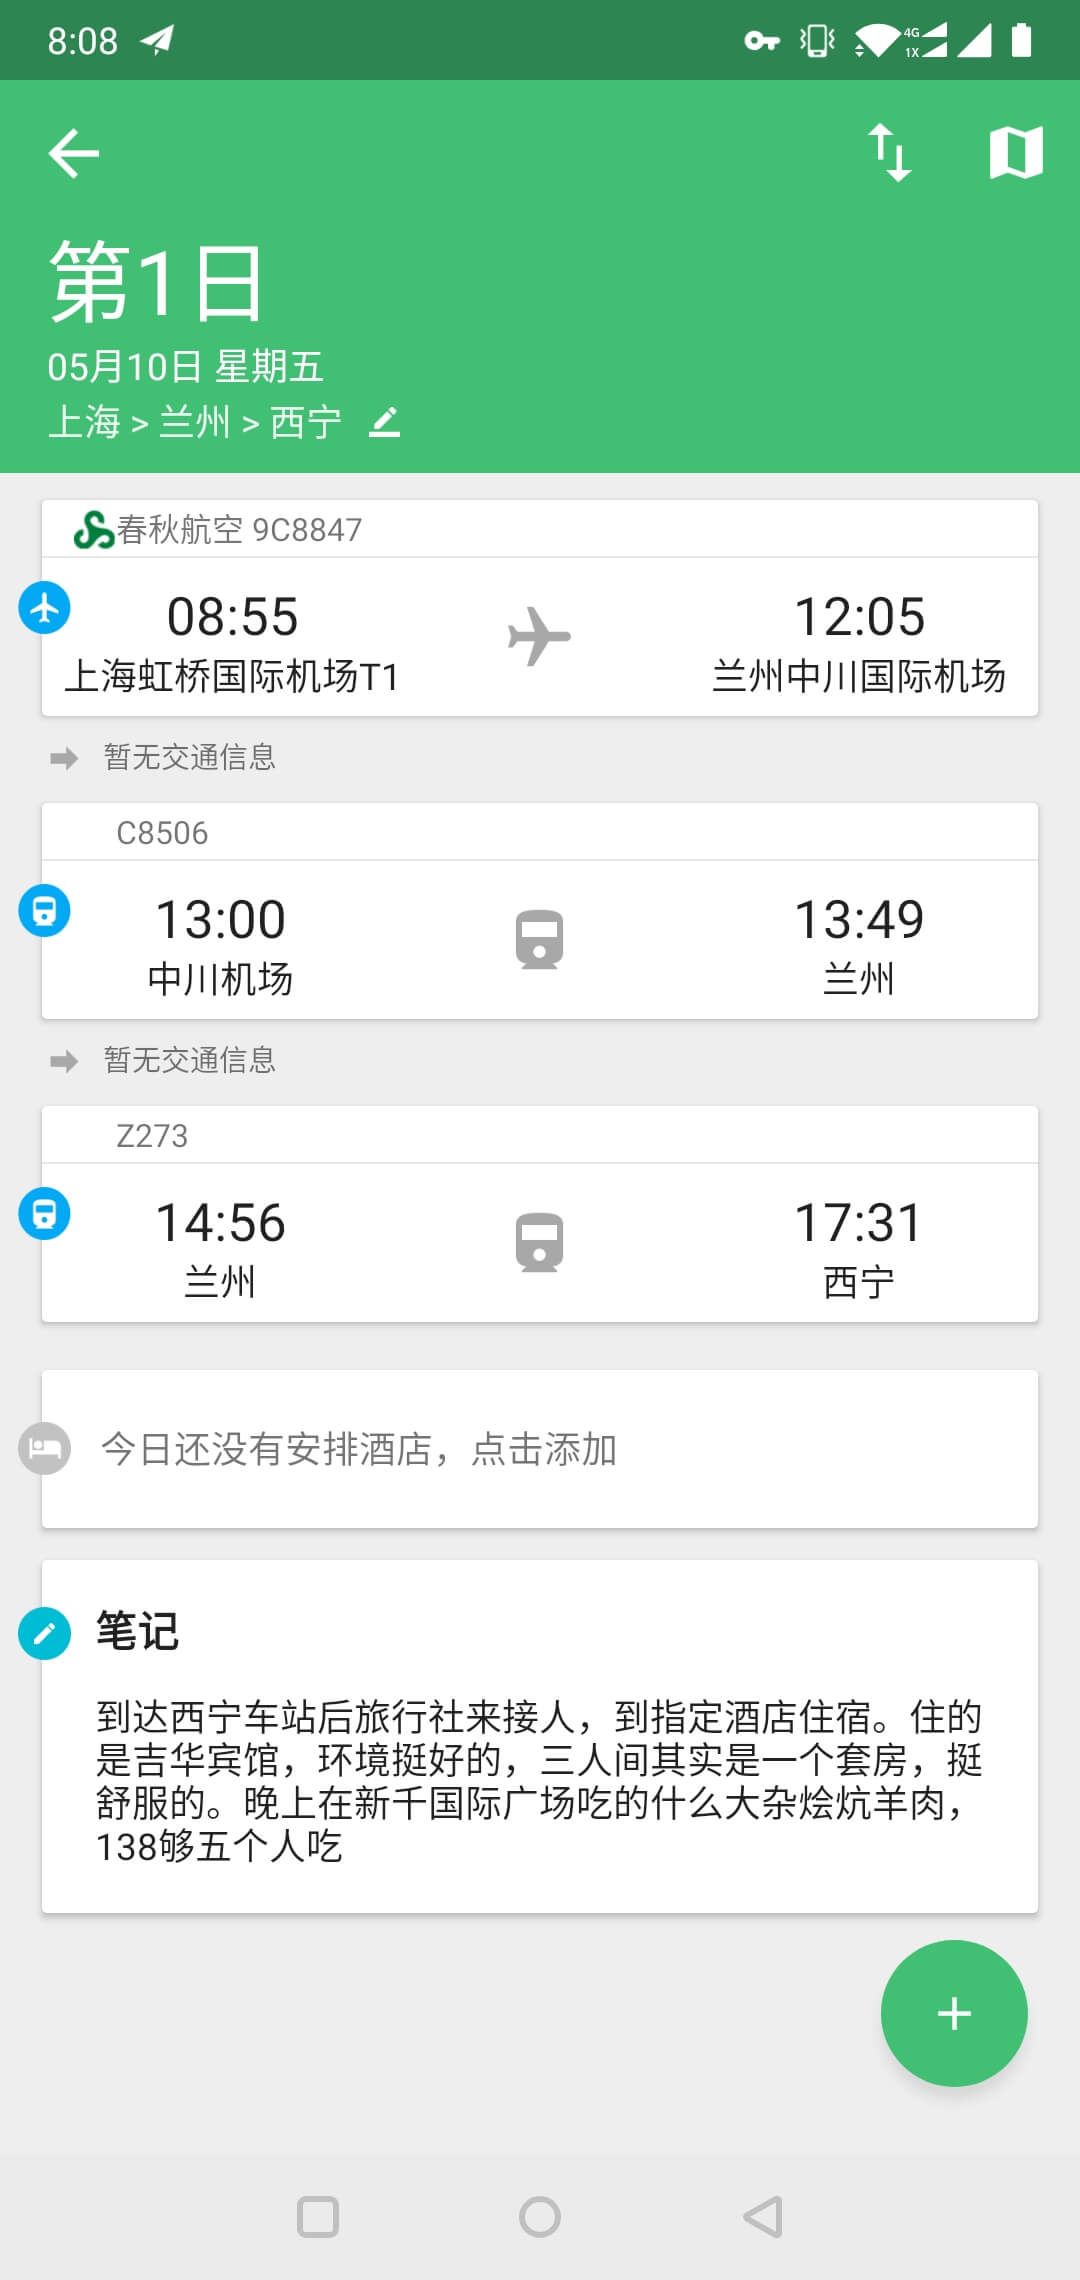 8:08
4G
1X
第1日
05月10日 星期五
上海 > 兰州 > 西宁
春秋航空 9C8847
08:55
12:05
上海虹桥国际机场T1
兰州中川国际机场
暂无交通信息
C8506
13:00
13:49
中川机场
兰州
暂无交通信息
Z273
14:56
17:31
兰州
西宁
今日还没有安排酒店，点击添加
笔记
到达西宁车站后旅行社来接人，到指定酒店住宿。住的
是吉华宾馆，环境挺好的，三人间其实是一个套房，挺
舒服的。晚上在新千国际广场吃的什么大杂烩炕羊肉，
138够五个人吃